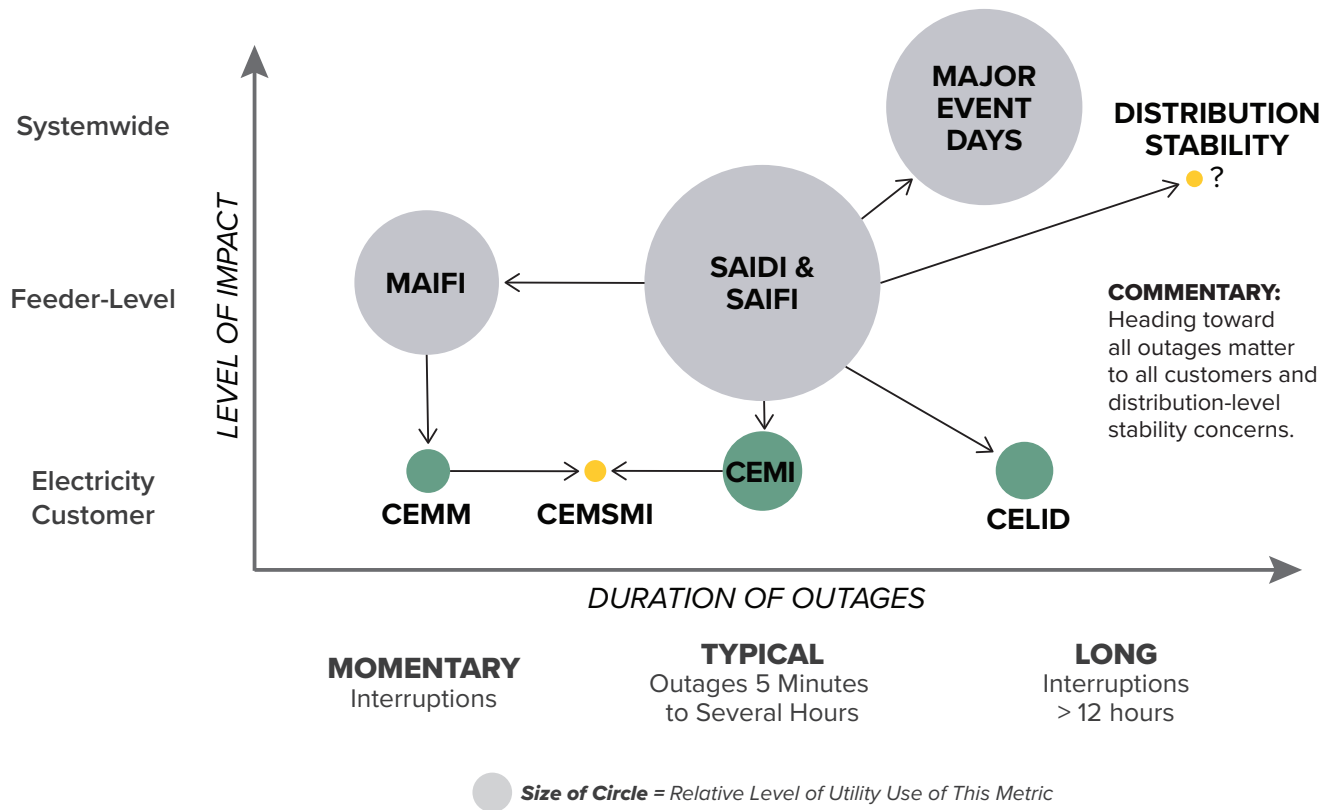 MAJOR
EVENT
DAYS
DISTRIBUTION
STABILITY
?
Systemwide
Feeder-Level
Electricity
Customer
LEVEL OF IMPACT
MAIFI
SAIDI &
SAIFI
COMMENTARY:
Heading toward
all outages matter
to all customers and
distribution-level
stability concerns.
CEMI
CEMM
CEMSMI
CELID
DURATION OF OUTAGES
MOMENTARY
Interruptions
TYPICAL
Outages 5 Minutes
to Several Hours
LONG
Interruptions
> 12 hours
Size of Circle = Relative Level of Utility Use of This Metric